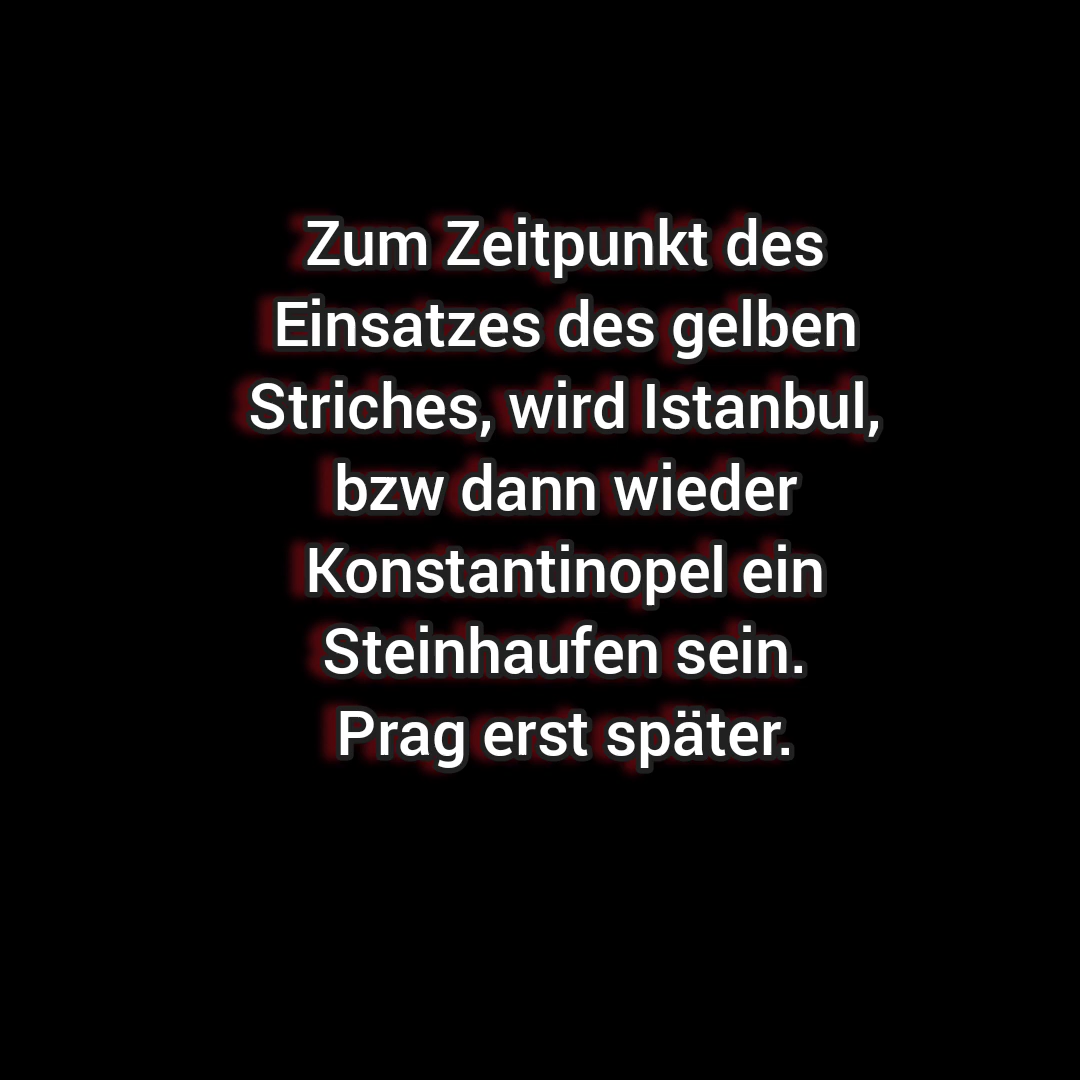 Zum Zeitpunkt des
Einsatzes des gelben
Striches, wird Istanbul,
bzw dann wieder
Konstantinopel ein
Steinhaufen sein.
Prag erst später.